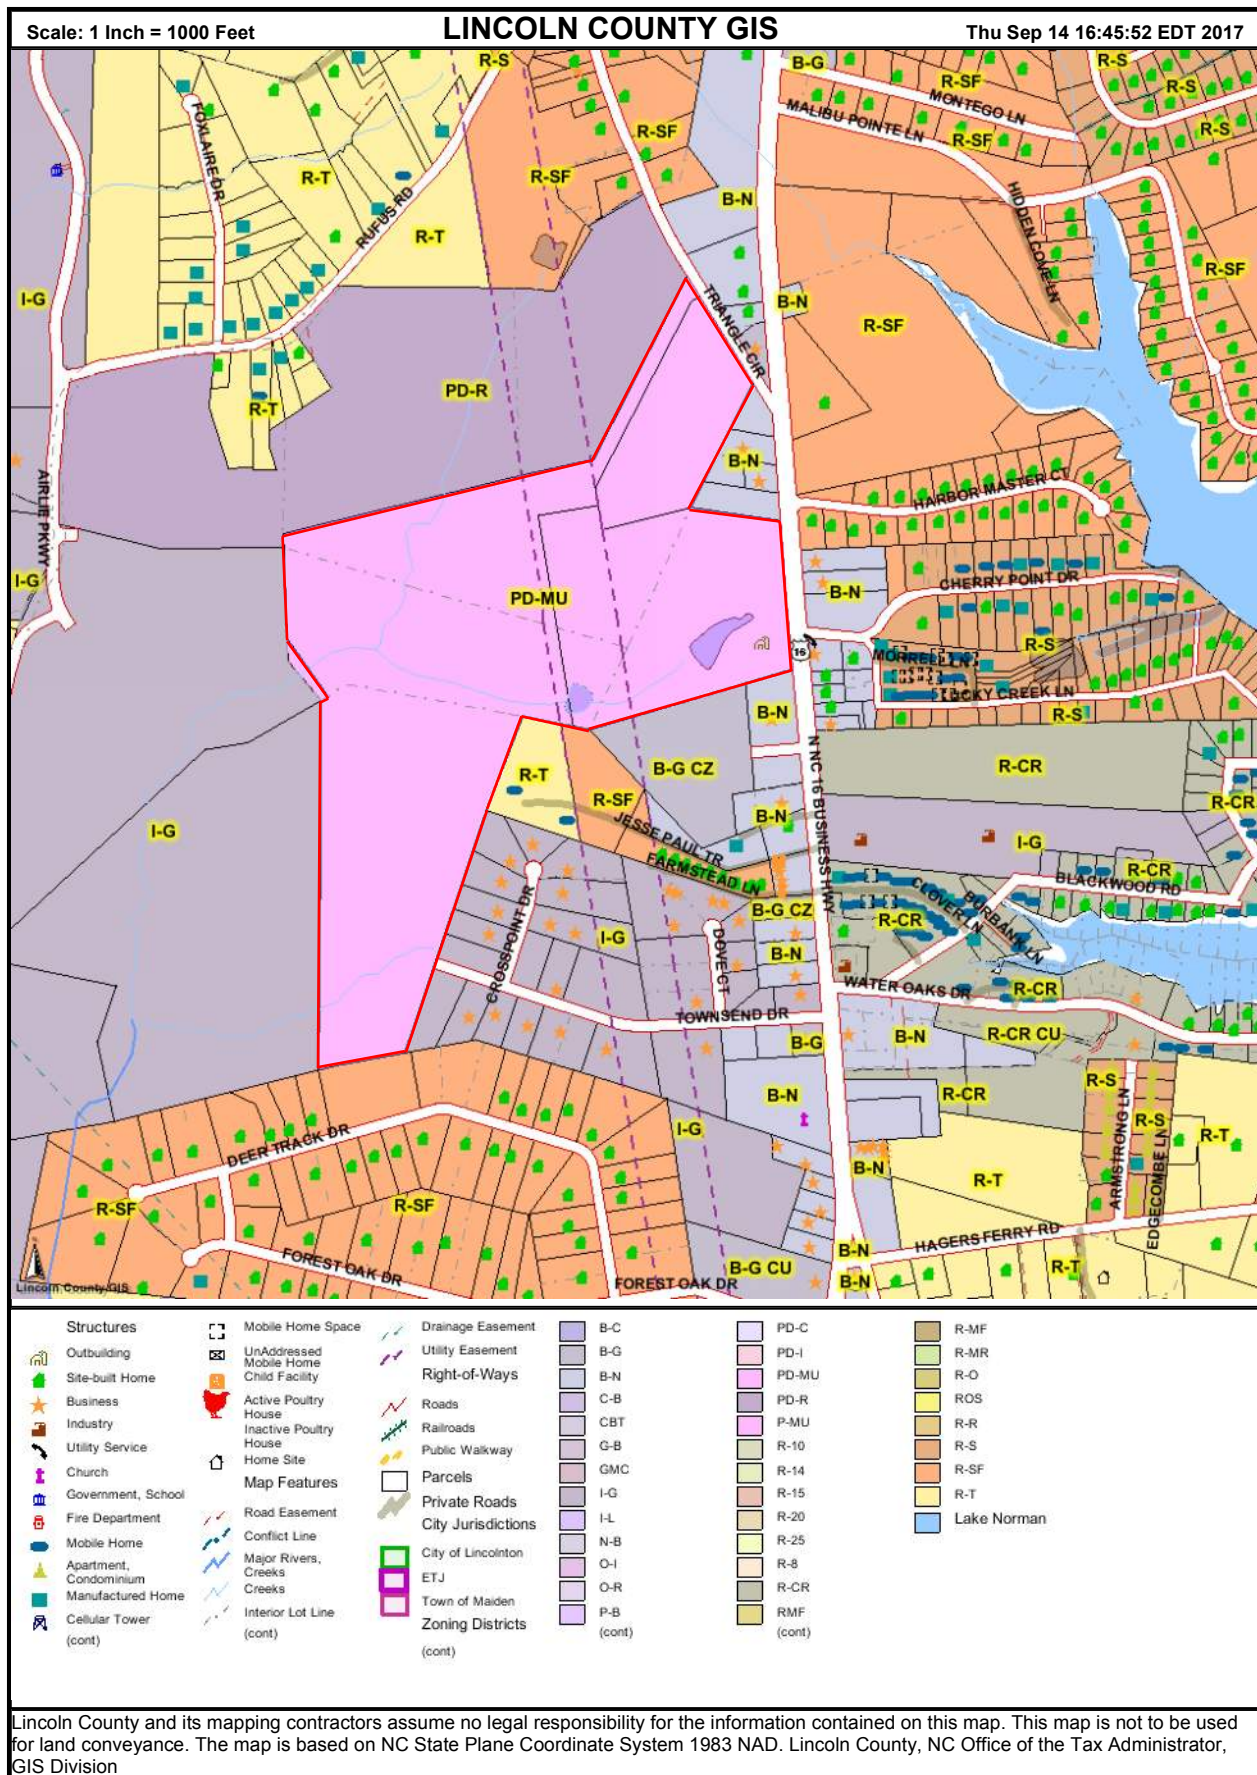 Scale: 1 Inch = 1000 Feet
LINCOLN COUNTY GIS
Thu Sep 14 16:45:52 EDT 2017
R-S
B-G
R-SF
MONTEGO LN
R-S
R-S
FOXLAIRE DR
R-SF
MALIBU POINTE LN
R-SF
R-S
R-T
R-SF
RUFUS RD
B-N
HIDDEN COVE LN
R-T
R-SF
I-G
TRIANGLE CIR
B-N
R-SF
PD-R
R-T
B-N
AIRLIE PKWY
HARBOR MASTER CT
I-G
CHERRY POINT DR
PD-MU
B-N
16
MORRELL LN
R-S
LUCKY CREEK LN
B-N
R-S
N NC 16 BUSINESS HWY
R-T
B-G CZ
R-CR
R-SF
R-CR
B-N
JESSE PAUL TR
I-G
I-G
FARMSTEAD LN
R-CR
BLACKWOOD RD
CLOVER LN
BURBANK LN
B-G CZ
R-CR
CROSSPOINT DR
I-G
DOVE CT
B-N
WATER OAKS DR
R-CR
TOWNSEND DR
B-G
B-N
R-CR CU
R-S
B-N
R-CR
ARMSTRONG LN
R-S
EDGECOMBE LN
R-T
I-G
DEER TRACK DR
B-N
R-T
R-SF
R-SF
HAGERS FERRY RD
B-N
FOREST OAK DR
B-G CU
R-T
FOREST OAK DR
B-N
Lincoln County GIS
Structures
Outbuilding
Site-built Home
Business
Industry
Utility Service
Church
Government, School
Fire Department
Mobile Home
Apartment,
Condominium
Manufactured Home
Cellular Tower
(cont)
Mobile Home Space
UnAddressed
Mobile Home
Child Facility
Active Poultry
House
Inactive Poultry
House
Home Site
Map Features
Road Easement
Conflict Line
Major Rivers,
Creeks
Creeks
Interior Lot Line
(cont)
Drainage Easement
Utility Easement
Right-of-Ways
Roads
Railroads
Public Walkway
Parcels
Private Roads
City Jurisdictions
City of Lincolnton
ETJ
Town of Maiden
Zoning Districts
(cont)
B-C
B-G
B-N
C-B
CBT
G-B
GMC
I-G
I-L
N-B
O-I
O-R
P-B
(cont)
PD-C
PD-I
PD-MU
PD-R
P-MU
R-10
R-14
R-15
R-20
R-25
R-8
R-CR
RMF
(cont)
R-MF
R-MR
R-O
ROS
R-R
R-S
R-SF
R-T
Lake Norman
Lincoln County and its mapping contractors assume no legal responsibility for the information contained on this map. This map is not to be used
for land conveyance. The map is based on NC State Plane Coordinate System 1983 NAD. Lincoln County, NC Office of the Tax Administrator,
GIS Division